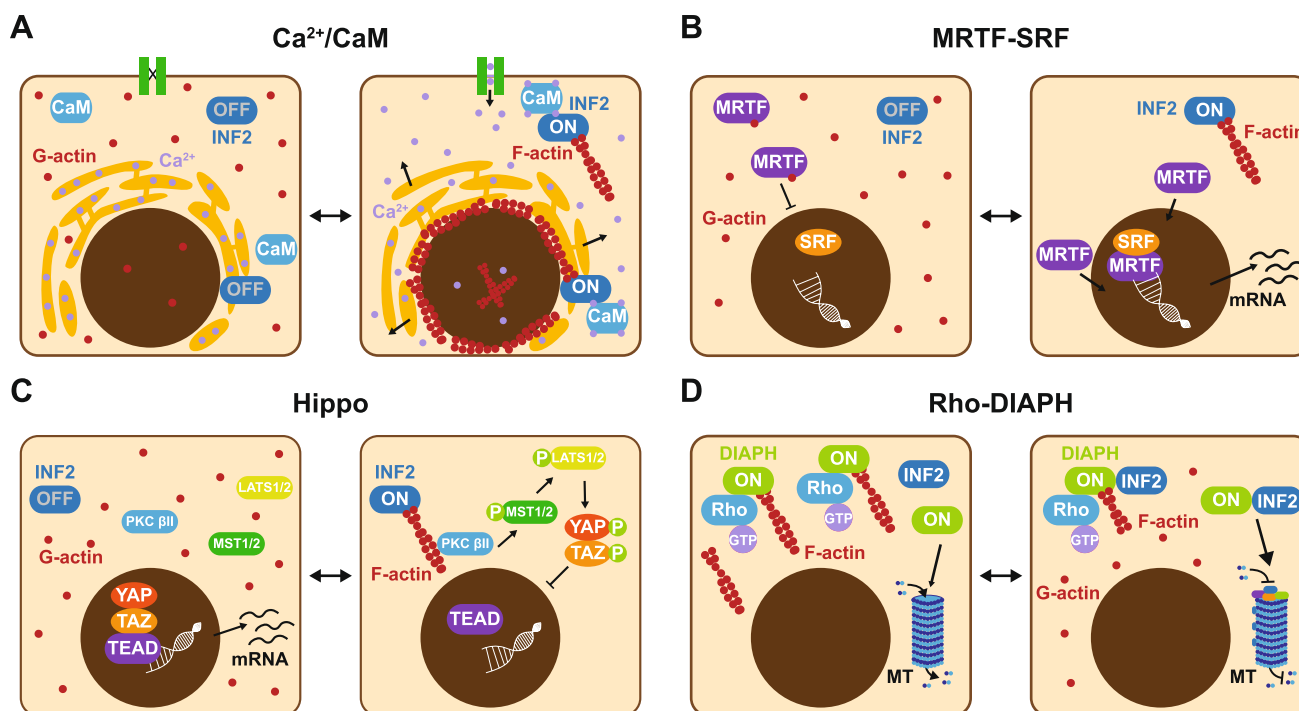 A
Ca²⁺/CaM
CaM
OFF
INF2
G-actin
Ca²⁺
CaM
OFF
CaM
INF2
ON
F-actin
Ca²⁺
ON
CaM
B
MRTF-SRF
MRTF
OFF
INF2
MRTF
G-actin
SRF
INF2
ON
F-actin
MRTF
SRF
MRTF
MRTF
mRNA
C
Hippo
INF2
OFF
LATS1/2
PKC βII
MST1/2
G-actin
YAP
TAZ
TEAD
mRNA
INF2
ON
P LATS1/2
P MST1/2
PKC βII
YAP P
TAZ P
F-actin
TEAD
D
Rho-DIAPH
DIAPH
ON
ON
INF2
Rho
Rho
GTP
GTP
ON
F-actin
MT
DIAPH
ON INF2
ON INF2
Rho
GTP
F-actin
G-actin
MT